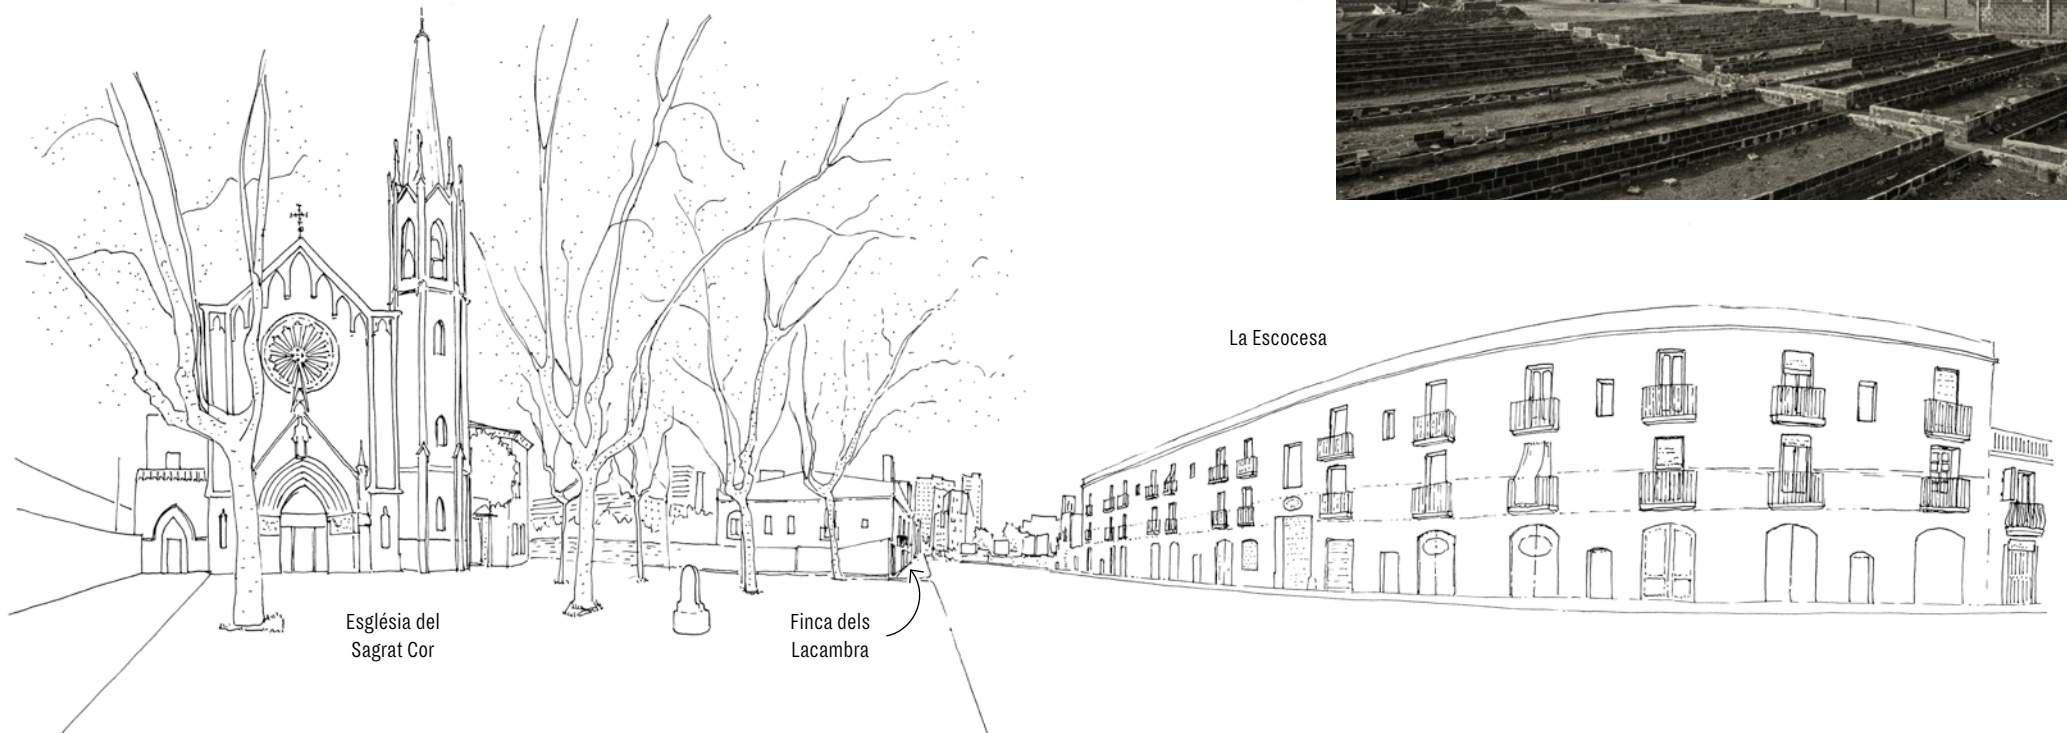 La Escocesa
Església del
Sagrat Cor
Finca dels
Lacambra